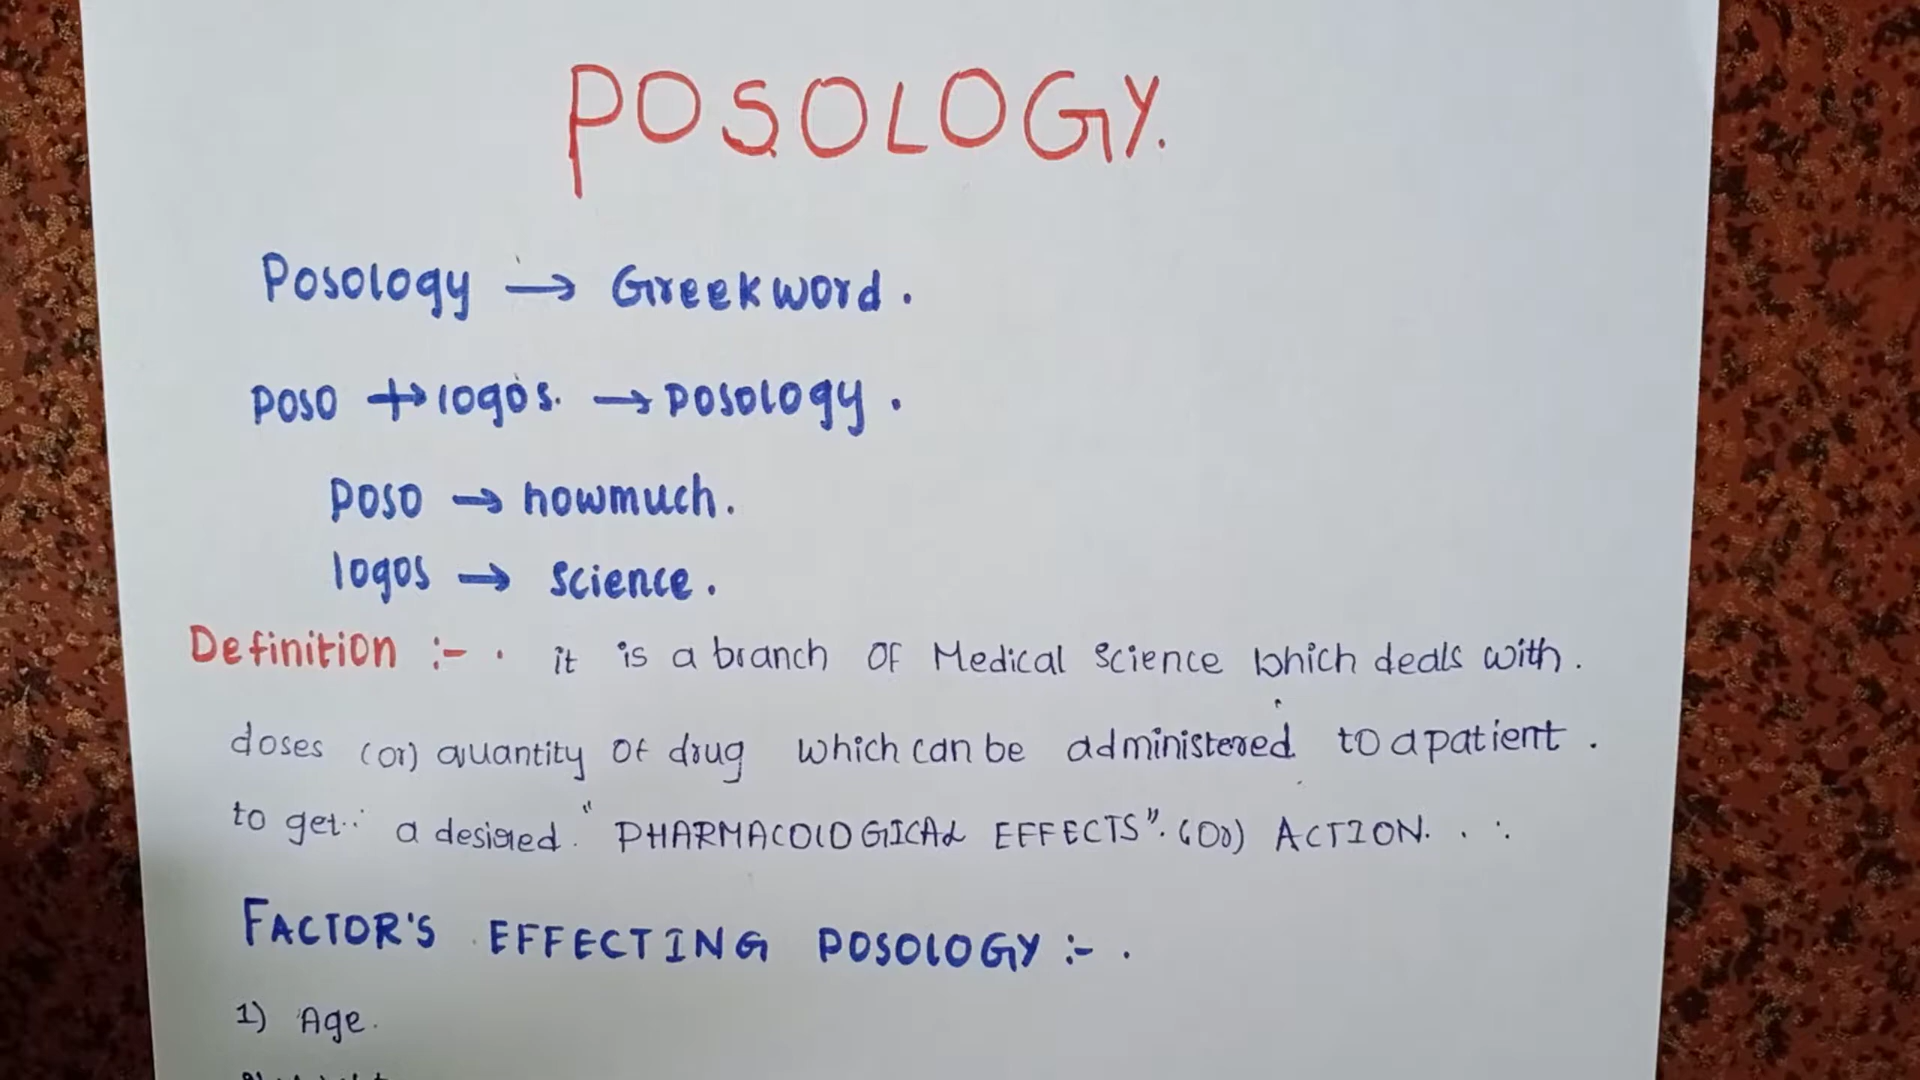 POSOLOGY.
Posology → Greek word.
Poso + → logos. → posology.
poso → howmuch.
logos → science.
Definition :- . it is a branch OF Medical science which deals with.
doses (or) quantity of drug which can be administered to a patient.
to get a desired. "PHARMACOLOGICAL EFFECTS". (Or) ACTION.
FACTOR'S EFFECTING POSOLOGY :- .
1) Age.